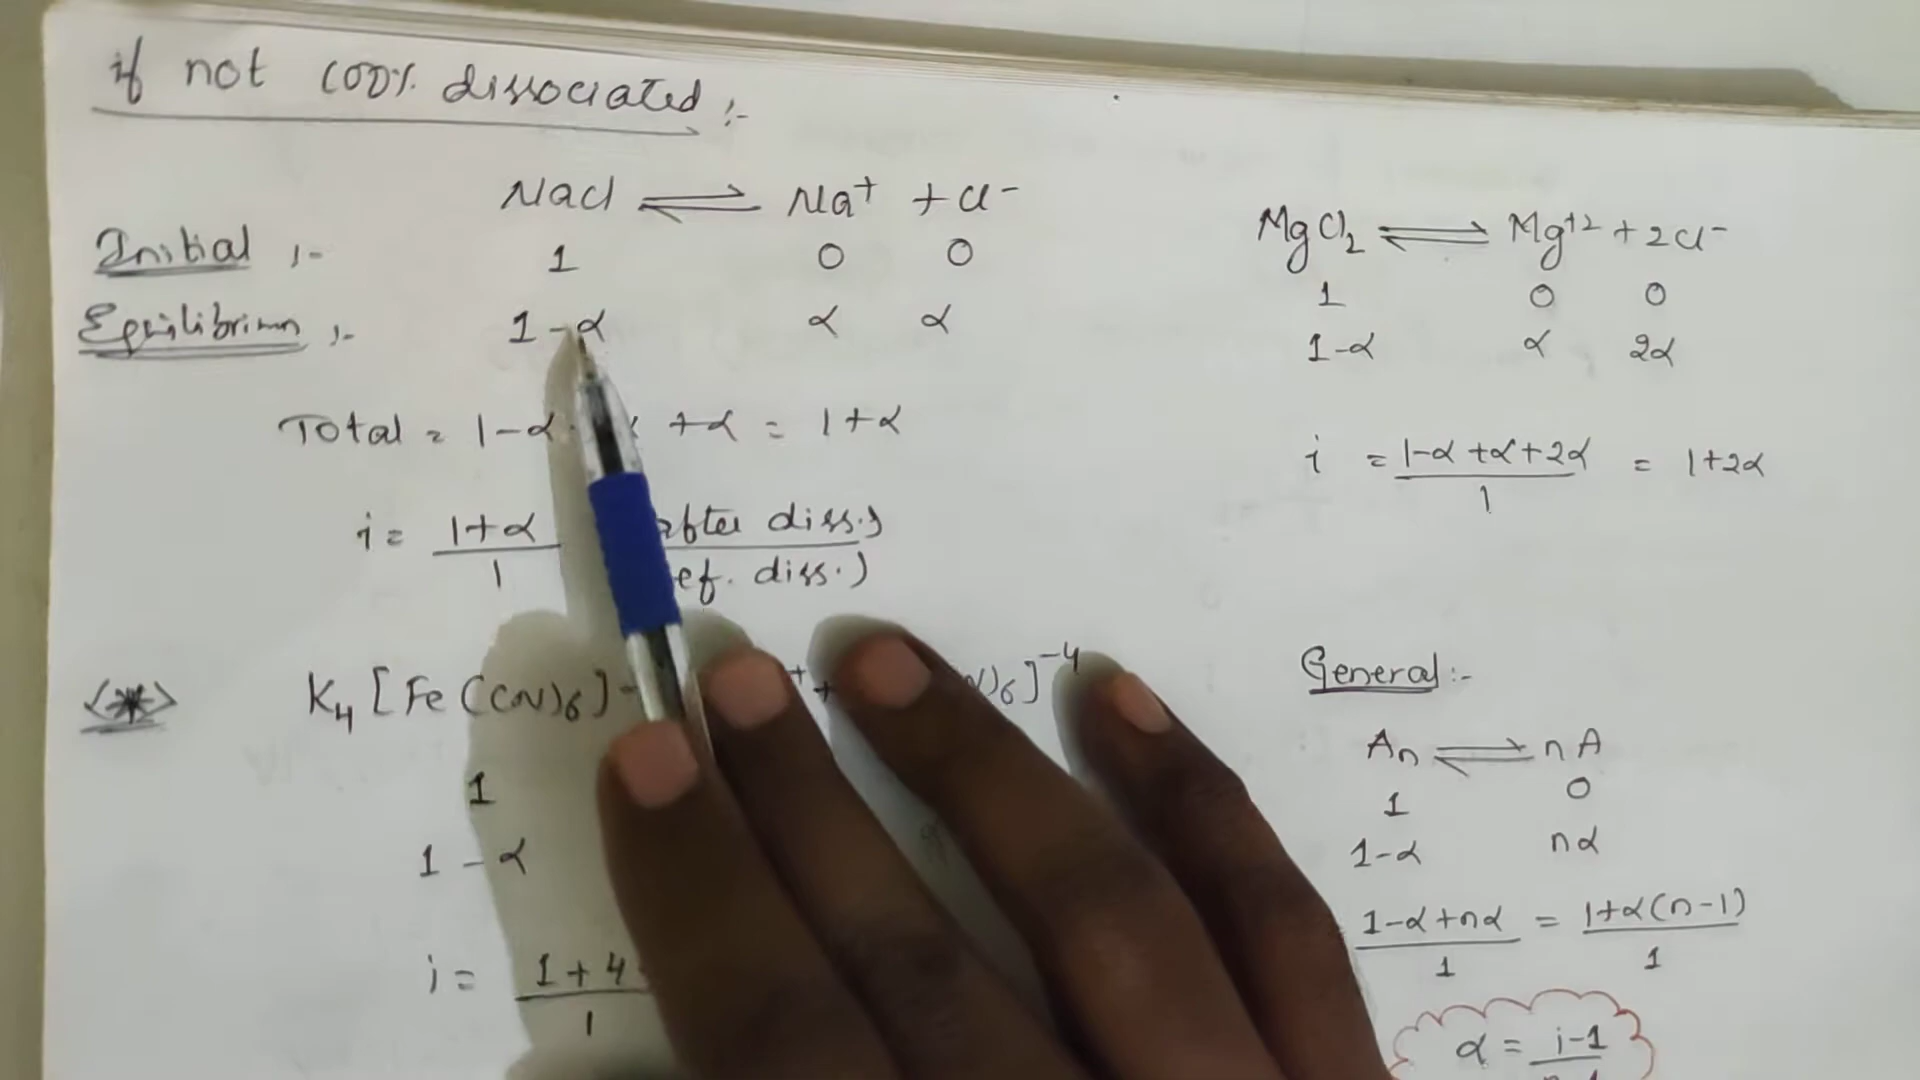 if not 100% dissociated :-
NaCl ⇌ Na⁺ + Cl⁻
Initial :- 1 0 0
Equilibrium :- 1-α α α
Total = 1-α +α = 1+α
i = 1+α / 1 after diss.) / ef. diss.)
K₄[Fe(CN)₆] + )₆]⁻⁴
1
1-α
i = 1+4 / 1
MgCl₂ ⇌ Mg⁺² + 2Cl⁻
1 0 0
1-α α 2α
i = 1-α+α+2α / 1 = 1+2α
General :-
Aₙ ⇌ nA
1 0
1-α nα
1-α+nα / 1 = 1+α(n-1) / 1
α = i-1